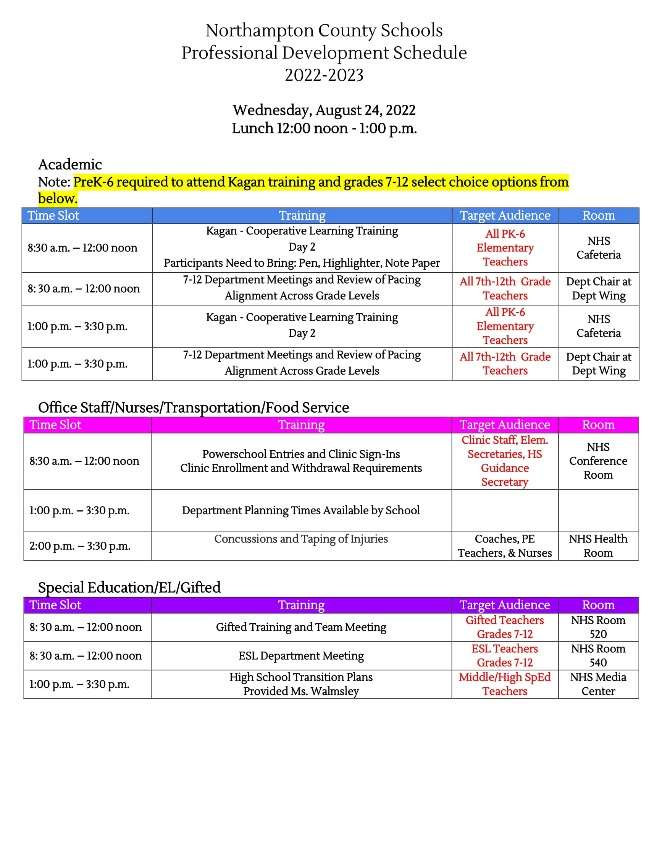 Northampton County Schools
Professional Development Schedule
2022-2023
Wednesday, August 24, 2022
Lunch 12:00 noon - 1:00 p.m.
Academic
Note: PreK-6 required to attend Kagan training and grades 7-12 select choice options from
below.
Time Slot Training Target Audience Room
8:30 a.m. – 12:00 noon
Kagan - Cooperative Learning Training
Day 2
Participants Need to Bring: Pen, Highlighter, Note Paper
All PK-6
Elementary
Teachers
NHS
Cafeteria
8: 30 a.m. – 12:00 noon
7-12 Department Meetings and Review of Pacing
Alignment Across Grade Levels
All 7th-12th Grade
Teachers
Dept Chair at
Dept Wing
1:00 p.m. – 3:30 p.m.
Kagan - Cooperative Learning Training
Day 2
All PK-6
Elementary
Teachers
NHS
Cafeteria
1:00 p.m. – 3:30 p.m.
7-12 Department Meetings and Review of Pacing
Alignment Across Grade Levels
All 7th-12th Grade
Teachers
Dept Chair at
Dept Wing
Office Staff/Nurses/Transportation/Food Service
Time Slot Training Target Audience Room
8:30 a.m. – 12:00 noon
Powerschool Entries and Clinic Sign-Ins
Clinic Enrollment and Withdrawal Requirements
Clinic Staff, Elem.
Secretaries, HS
Guidance
Secretary
NHS
Conference
Room
1:00 p.m. – 3:30 p.m.
Department Planning Times Available by School
2:00 p.m. – 3:30 p.m.
Concussions and Taping of Injuries
Coaches, PE
Teachers, & Nurses
NHS Health
Room
Special Education/EL/Gifted
Time Slot Training Target Audience Room
8: 30 a.m. – 12:00 noon
Gifted Training and Team Meeting
Gifted Teachers
Grades 7-12
NHS Room
520
8: 30 a.m. – 12:00 noon
ESL Department Meeting
ESL Teachers
Grades 7-12
NHS Room
540
1:00 p.m. – 3:30 p.m.
High School Transition Plans
Provided Ms. Walmsley
Middle/High SpEd
Teachers
NHS Media
Center